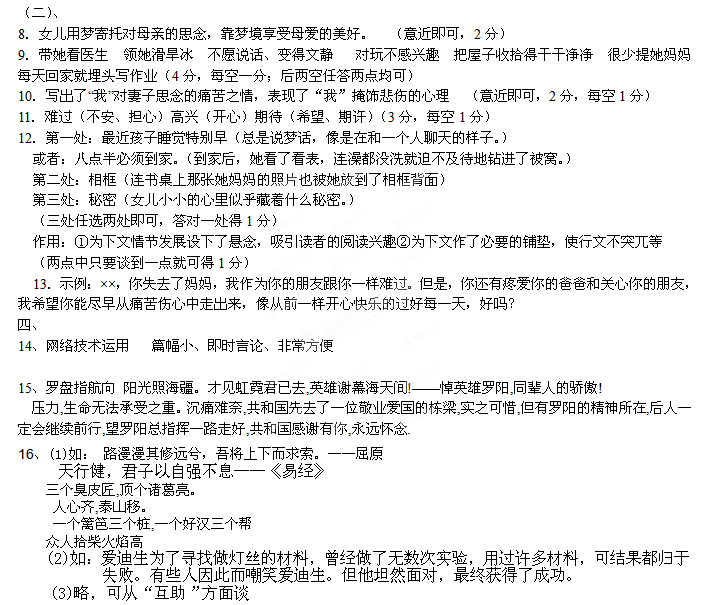 （二）、
8．女儿用梦寄托对母亲的思念，靠梦境享受母爱的美好。 （意近即可，2 分）
9．带她看医生 领她滑旱冰 不愿说话、变得文静 对玩不感兴趣 把屋子收拾得干干净净 很少提她妈妈
每天回家就埋头写作业（4 分，每空一分；后两空任答两点均可）
10．写出了“我”对妻子思念的痛苦之情，表现了“我”掩饰悲伤的心理 （意近即可，2 分，每空 1 分）
11．难过（不安、担心）高兴（开心）期待（希望、期许）（3 分，每空 1 分）
12．第一处：最近孩子睡觉特别早（总是说梦话，像是在和一个人聊天的样子。）
或者：八点半必须到家。（到家后，她看了看表，连澡都没洗就迫不及待地钻进了被窝。）
第二处：相框（连书桌上那张她妈妈的照片也被她放到了相框背面）
第三处：秘密（女儿小小的心里似乎藏着什么秘密。）
（三处任选两处即可，答对一处得 1 分）
作用：①为下文情节发展设下了悬念，吸引读者的阅读兴趣②为下文作了必要的铺垫，使行文不突兀等
（两点中只要谈到一点就可得 1 分）
13．示例：××，你失去了妈妈，我作为你的朋友跟你一样难过。但是，你还有疼爱你的爸爸和关心你的朋友，
我希望你能尽早从痛苦伤心中走出来，像从前一样开心快乐的过好每一天，好吗？
四、
14、网络技术运用 篇幅小、即时言论、非常方便
15、罗盘指航向 阳光照海疆。才见虹霓君已去,英雄谢幕海天间!——悼英雄罗阳,同辈人的骄傲!
压力,生命无法承受之重。沉痛难奈,共和国先去了一位敬业爱国的栋梁,实之可惜,但有罗阳的精神所在,后人一
定会继续前行,望罗阳总指挥一路走好,共和国感谢有你,永远怀念.
16、(1)如： 路漫漫其修远兮，吾将上下而求索。——屈原
天行健，君子以自强不息——《易经》
三个臭皮匠,顶个诸葛亮。
人心齐,泰山移。
一个篱笆三个桩,一个好汉三个帮
众人拾柴火焰高
(2)如：爱迪生为了寻找做灯丝的材料，曾经做了无数次实验，用过许多材料，可结果都归于
失败。有些人因此而嘲笑爱迪生。但他坦然面对，最终获得了成功。
(3)略，可从“互助 ”方面谈